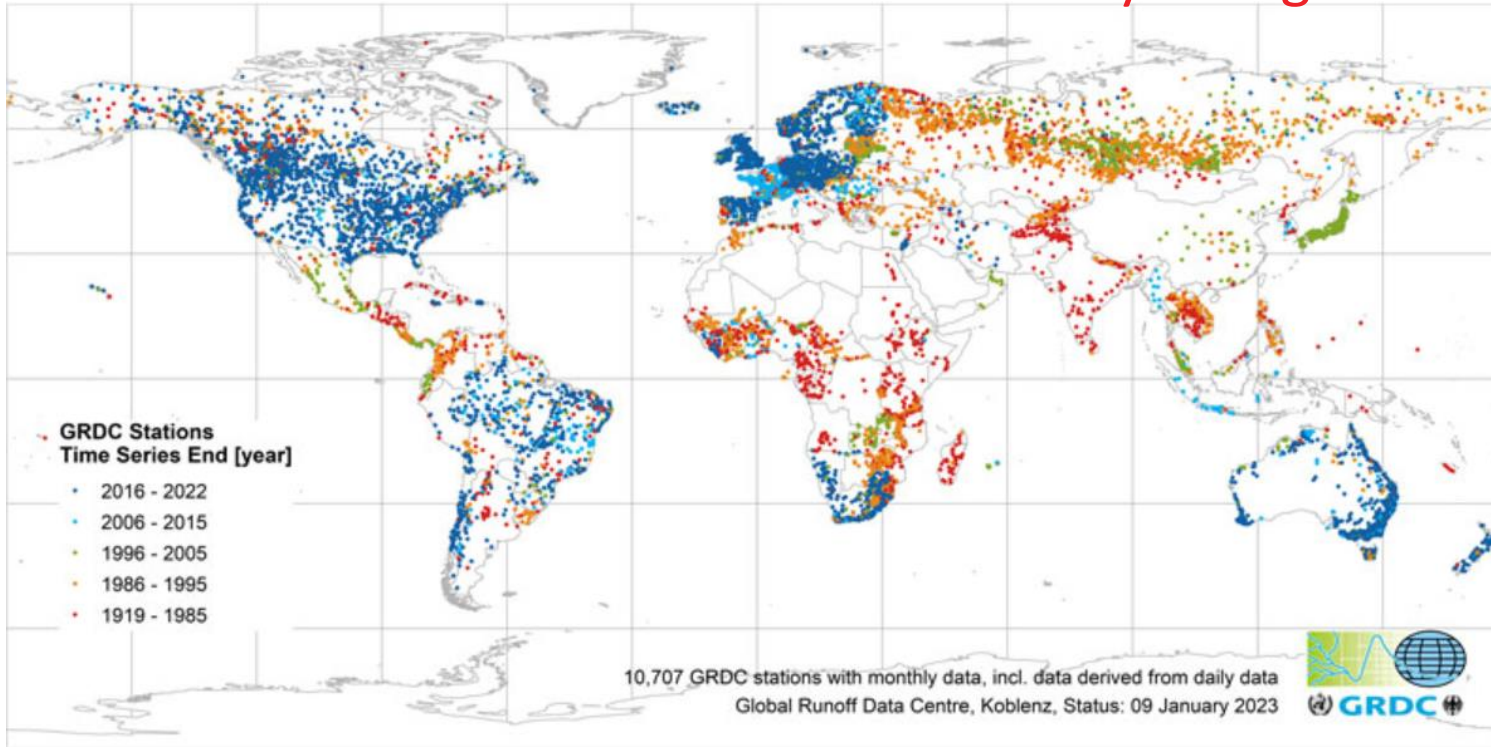 GRDC Stations
Time Series End [year]
2016 - 2022
2006 - 2015
1996 - 2005
1986 - 1995
1919 - 1985
10,707 GRDC stations with monthly data, incl. data derived from daily data
Global Runoff Data Centre, Koblenz, Status: 09 January 2023
GRDC